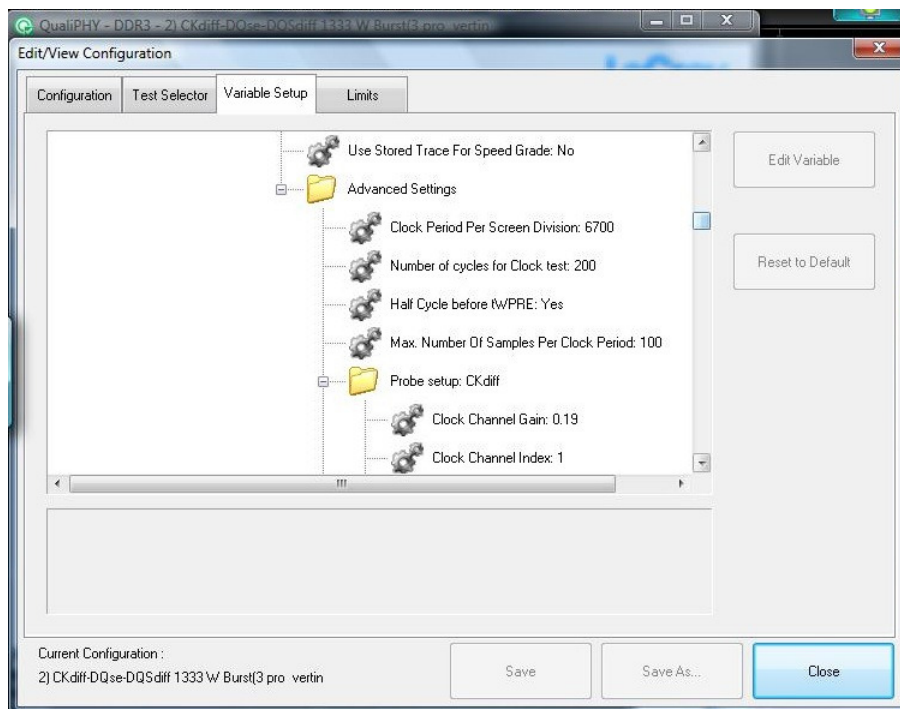 QualiPHY - DDR3 - 2) CKdiff-DQse-DQSdiff 1333 W Burst(3 pro vertin
Edit/View Configuration
Configuration
Test Selector
Variable Setup
Limits
Use Stored Trace For Speed Grade: No
Advanced Settings
Clock Period Per Screen Division: 6700
Number of cycles for Clock test: 200
Half Cycle before tWPRE: Yes
Max. Number Of Samples Per Clock Period: 100
Probe setup: CKdiff
Clock Channel Gain: 0.19
Clock Channel Index: 1
Edit Variable
Reset to Default
Current Configuration :
2) CKdiff-DQse-DQSdiff 1333 W Burst(3 pro vertin
Save
Save As...
Close